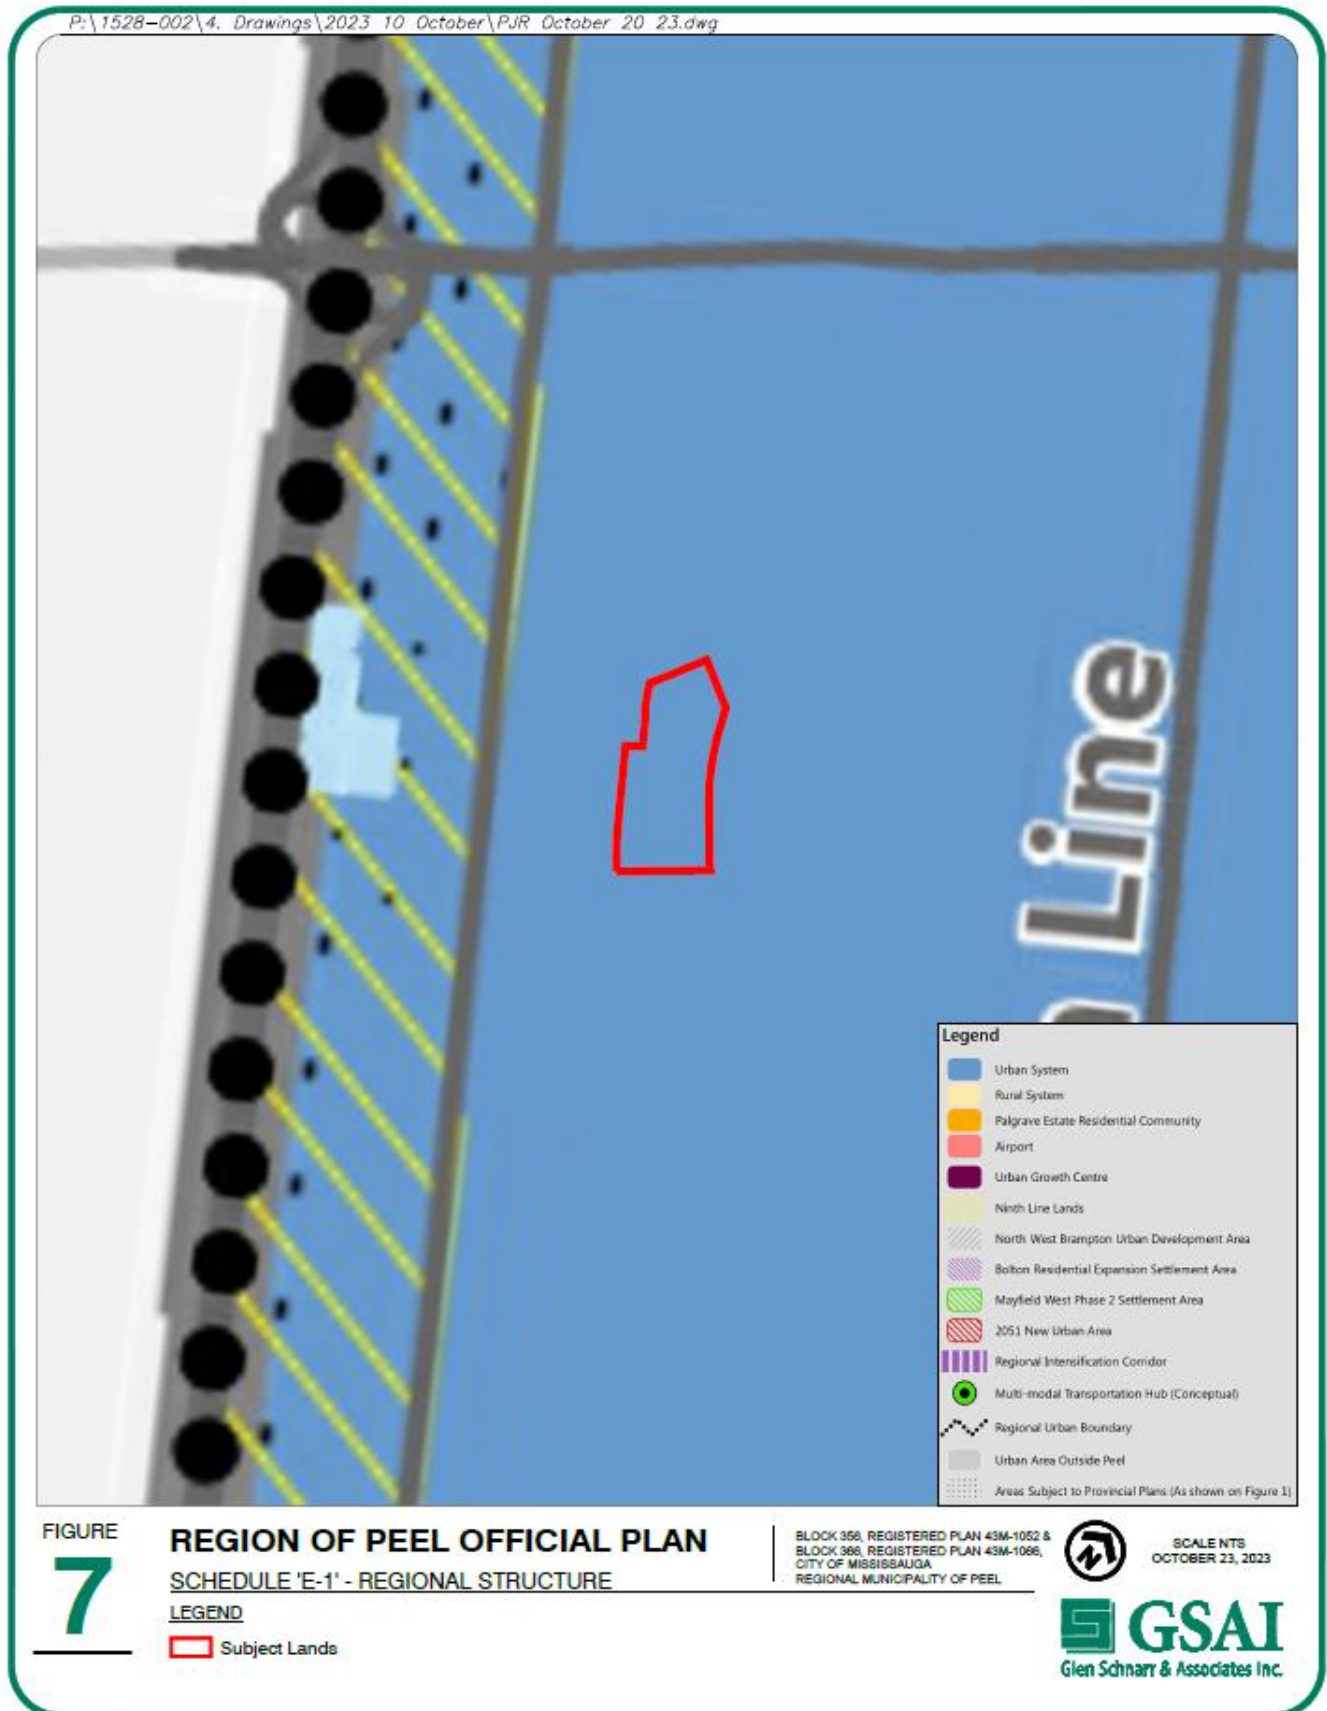 P:\1528-002\4. Drawings\2023 10 October\PJR October 20 23.dwg
Line
Legend
Urban System
Rural System
Palgrave Estate Residential Community
Airport
Urban Growth Centre
Ninth Line Lands
North West Brampton Urban Development Area
Bolton Residential Expansion Settlement Area
Mayfield West Phase 2 Settlement Area
2051 New Urban Area
Regional Intensification Corridor
Multi-modal Transportation Hub (Conceptual)
Regional Urban Boundary
Urban Area Outside Peel
Areas Subject to Provincial Plans (As shown on Figure 1)
FIGURE
7
REGION OF PEEL OFFICIAL PLAN
SCHEDULE 'E-1' - REGIONAL STRUCTURE
LEGEND
Subject Lands
BLOCK 356, REGISTERED PLAN 43M-1052 &
BLOCK 366, REGISTERED PLAN 43M-1066,
CITY OF MISSISSAUGA
REGIONAL MUNICIPALITY OF PEEL
SCALE NTS
OCTOBER 23, 2023
GSAI
Glen Schnarr & Associates Inc.